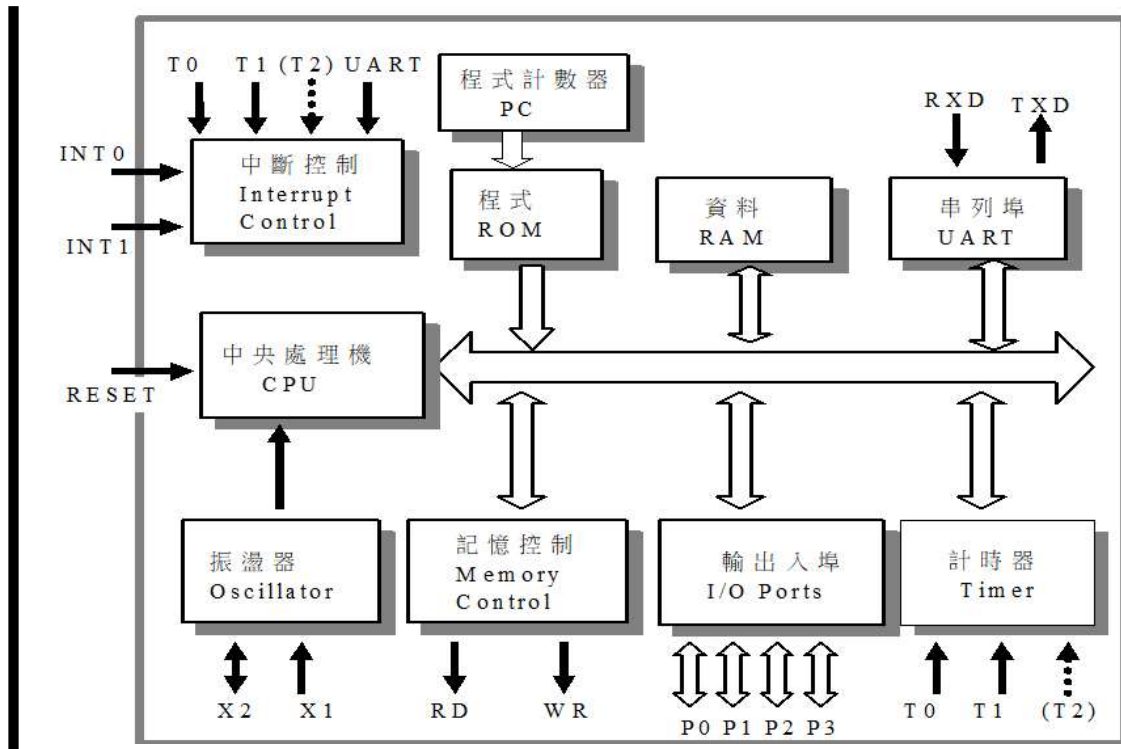 T0 T1 (T2) UART
INT0
INT1
中斷控制
Interrupt
Control
程式計數器
PC
程式
ROM
資料
RAM
RXD TXD
串列埠
UART
RESET
中央處理機
CPU
振盪器
Oscillator
X2 X1
記憶控制
Memory
Control
RD WR
輸出入埠
I/O Ports
P0 P1 P2 P3
計時器
Timer
T0 T1 (T2)